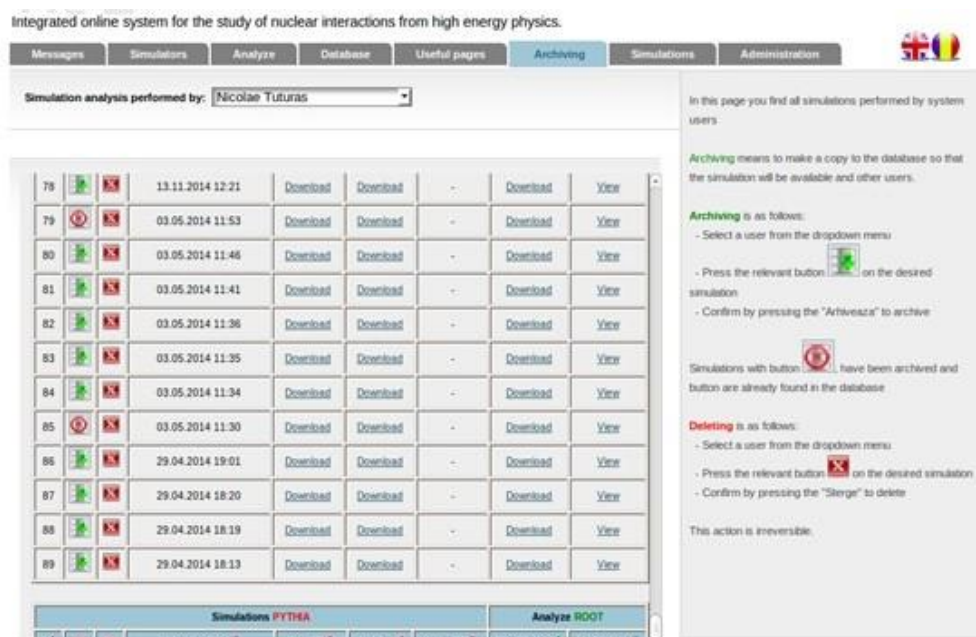 Integrated online system for the study of nuclear interactions from high energy physics.
Messages Simulators Analyze Database Useful pages Archiving Simulations Administration
Simulation analysis performed by: Nicolae Tuturas
78 13.11.2014 12:21 Download Download - Download View
79 03.05.2014 11:53 Download Download - Download View
80 03.05.2014 11:46 Download Download - Download View
81 03.05.2014 11:41 Download Download - Download View
82 03.05.2014 11:36 Download Download - Download View
83 03.05.2014 11:35 Download Download - Download View
84 03.05.2014 11:34 Download Download - Download View
85 03.05.2014 11:30 Download Download - Download View
86 29.04.2014 19:01 Download Download - Download View
87 29.04.2014 18:20 Download Download - Download View
88 29.04.2014 18:19 Download Download - Download View
89 29.04.2014 18:13 Download Download - Download View
Simulations PYTHIA Analyze ROOT
In this page you find all simulations performed by system
users
Archiving means to make a copy to the database so that
the simulation will be available and other users.
Archiving is as follows:
- Select a user from the dropdown menu
- Press the relevant button on the desired
simulation
- Confirm by pressing the "Arhiveaza" to archive
Simulations with button , have been archived and
button are already found in the database
Deleting is as follows:
- Select a user from the dropdown menu
- Press the relevant button on the desired simulation
- Confirm by pressing the "Sterge" to delete
This action is irreversible.